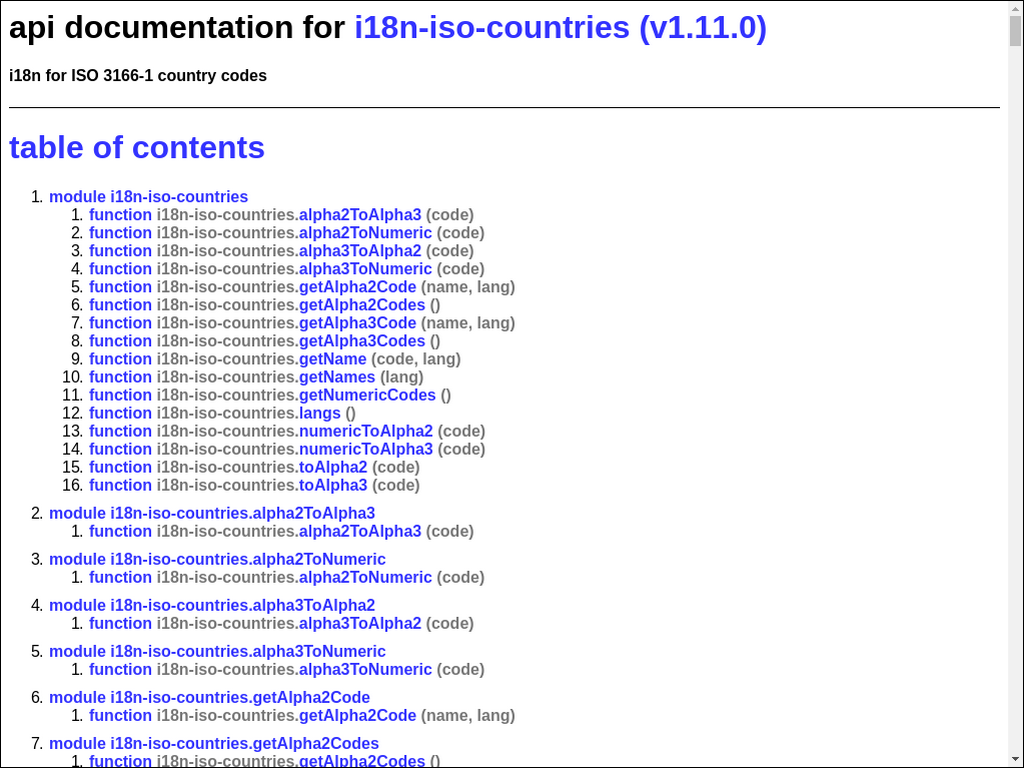 api documentation for i18n-iso-countries (v1.11.0)
i18n for ISO 3166-1 country codes
table of contents
1. module i18n-iso-countries
1. function i18n-iso-countries.alpha2ToAlpha3 (code)
2. function i18n-iso-countries.alpha2ToNumeric (code)
3. function i18n-iso-countries.alpha3ToAlpha2 (code)
4. function i18n-iso-countries.alpha3ToNumeric (code)
5. function i18n-iso-countries.getAlpha2Code (name, lang)
6. function i18n-iso-countries.getAlpha2Codes ()
7. function i18n-iso-countries.getAlpha3Code (name, lang)
8. function i18n-iso-countries.getAlpha3Codes ()
9. function i18n-iso-countries.getName (code, lang)
10. function i18n-iso-countries.getNames (lang)
11. function i18n-iso-countries.getNumericCodes ()
12. function i18n-iso-countries.langs ()
13. function i18n-iso-countries.numericToAlpha2 (code)
14. function i18n-iso-countries.numericToAlpha3 (code)
15. function i18n-iso-countries.toAlpha2 (code)
16. function i18n-iso-countries.toAlpha3 (code)
2. module i18n-iso-countries.alpha2ToAlpha3
1. function i18n-iso-countries.alpha2ToAlpha3 (code)
3. module i18n-iso-countries.alpha2ToNumeric
1. function i18n-iso-countries.alpha2ToNumeric (code)
4. module i18n-iso-countries.alpha3ToAlpha2
1. function i18n-iso-countries.alpha3ToAlpha2 (code)
5. module i18n-iso-countries.alpha3ToNumeric
1. function i18n-iso-countries.alpha3ToNumeric (code)
6. module i18n-iso-countries.getAlpha2Code
1. function i18n-iso-countries.getAlpha2Code (name, lang)
7. module i18n-iso-countries.getAlpha2Codes
1. function i18n-iso-countries.getAlpha2Codes ()